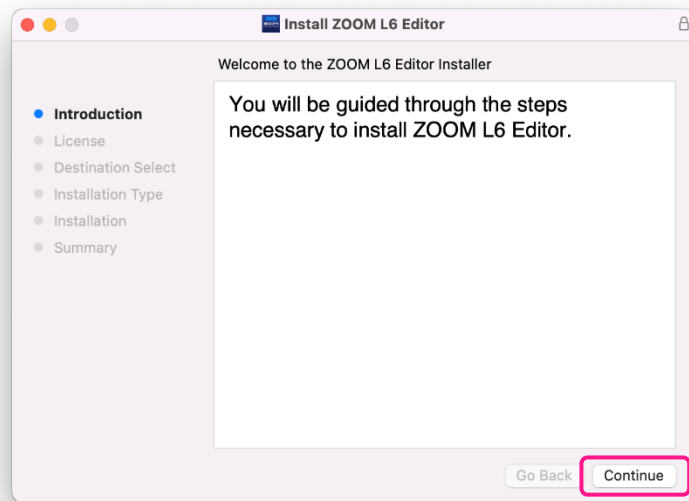 Install ZOOM L6 Editor
Welcome to the ZOOM L6 Editor Installer
Introduction
License
Destination Select
Installation Type
Installation
Summary
You will be guided through the steps
necessary to install ZOOM L6 Editor.
Go Back
Continue